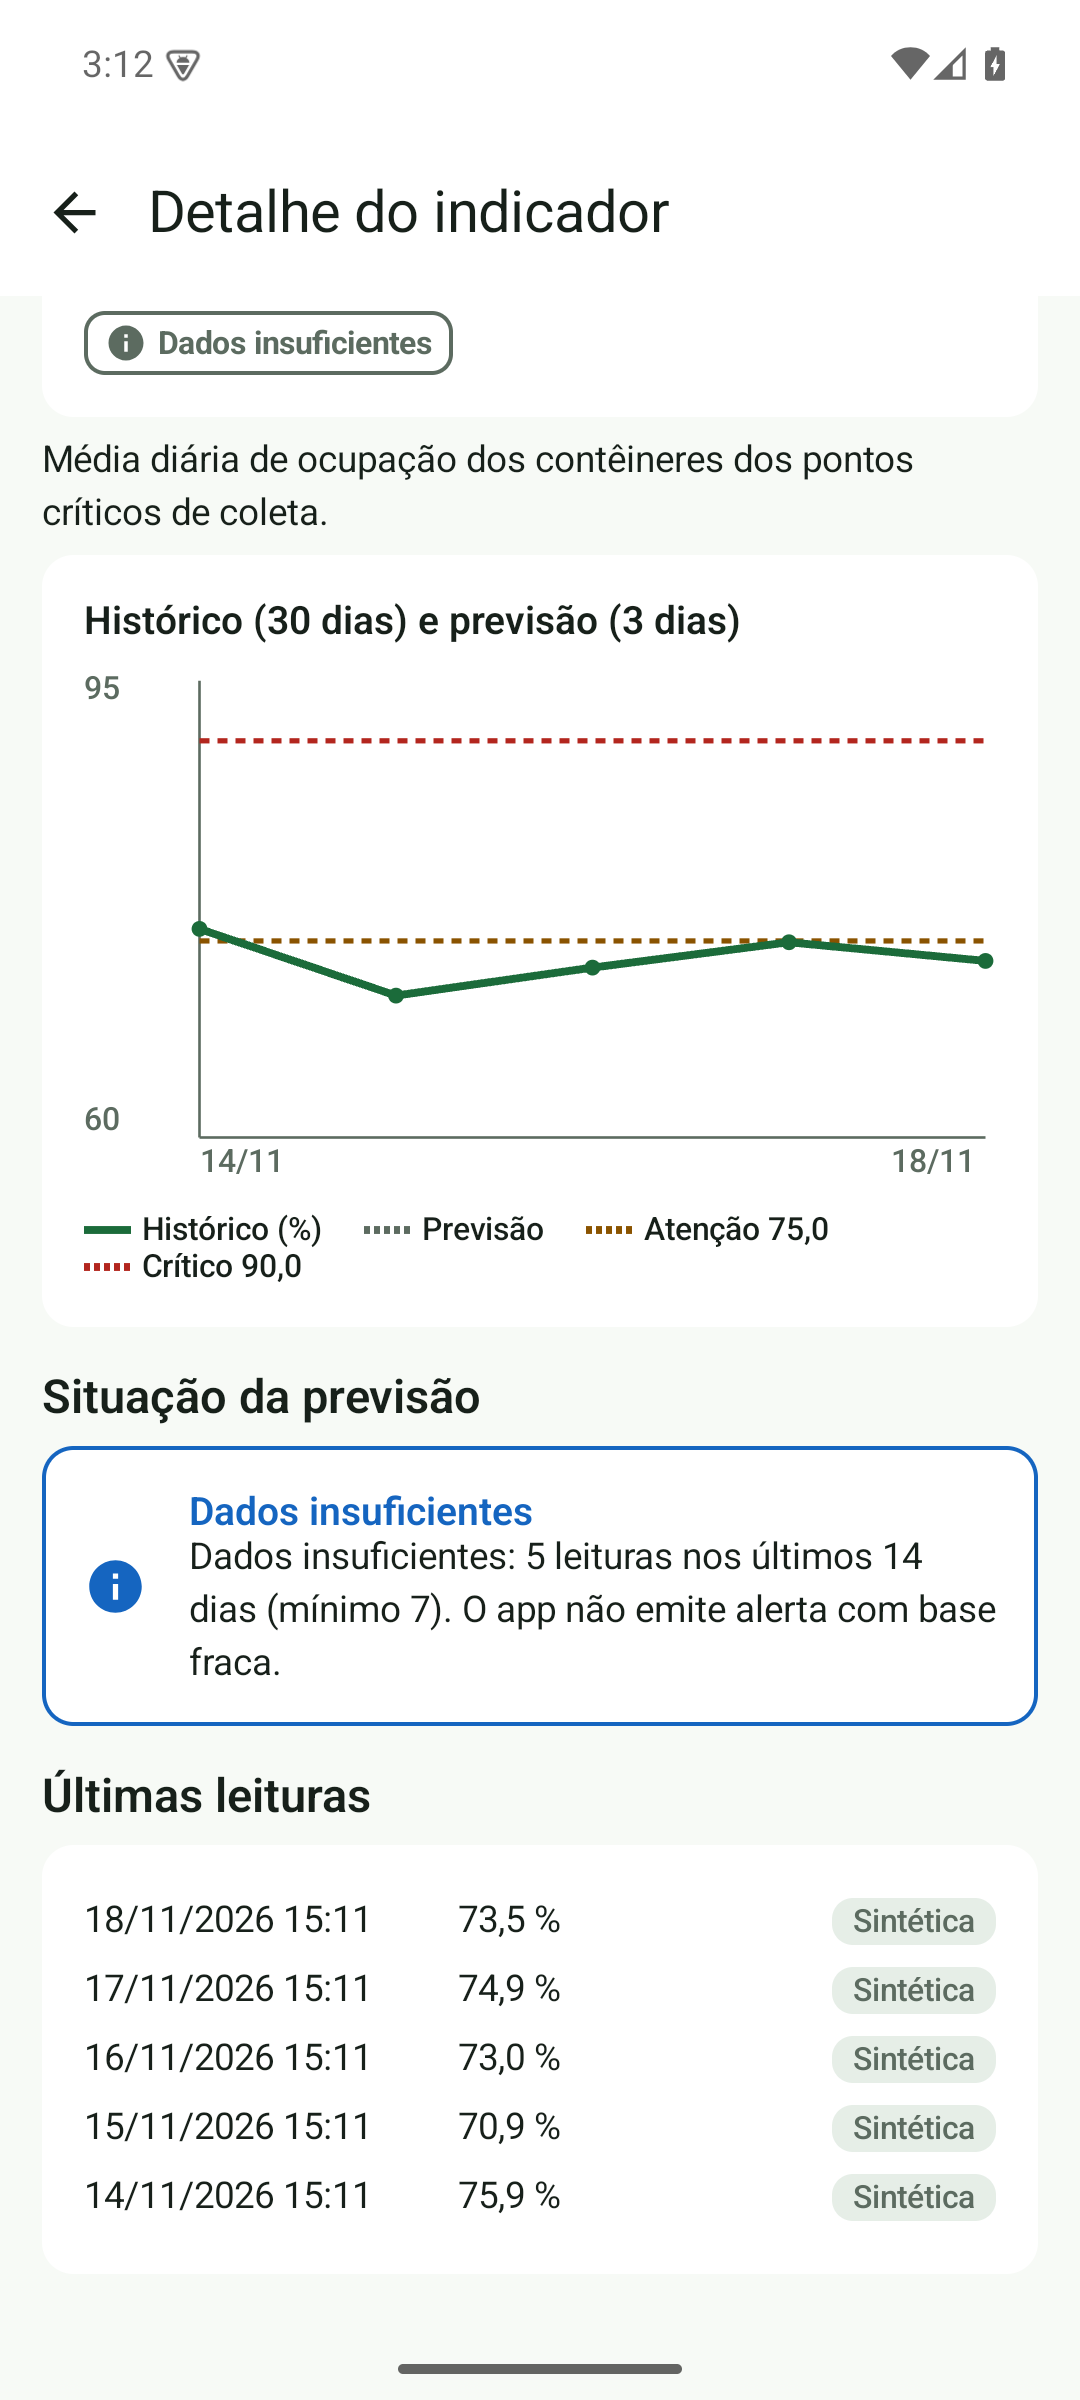 3:12
Detalhe do indicador
Dados insuficientes
Média diária de ocupação dos contêineres dos pontos
críticos de coleta.
Histórico (30 dias) e previsão (3 dias)
95
60
14/11
18/11
Histórico (%)
Previsão
Atenção 75,0
Crítico 90,0
Situação da previsão
Dados insuficientes
Dados insuficientes: 5 leituras nos últimos 14
dias (mínimo 7). O app não emite alerta com base
fraca.
Últimas leituras
18/11/2026 15:11 73,5 % Sintética
17/11/2026 15:11 74,9 % Sintética
16/11/2026 15:11 73,0 % Sintética
15/11/2026 15:11 70,9 % Sintética
14/11/2026 15:11 75,9 % Sintética